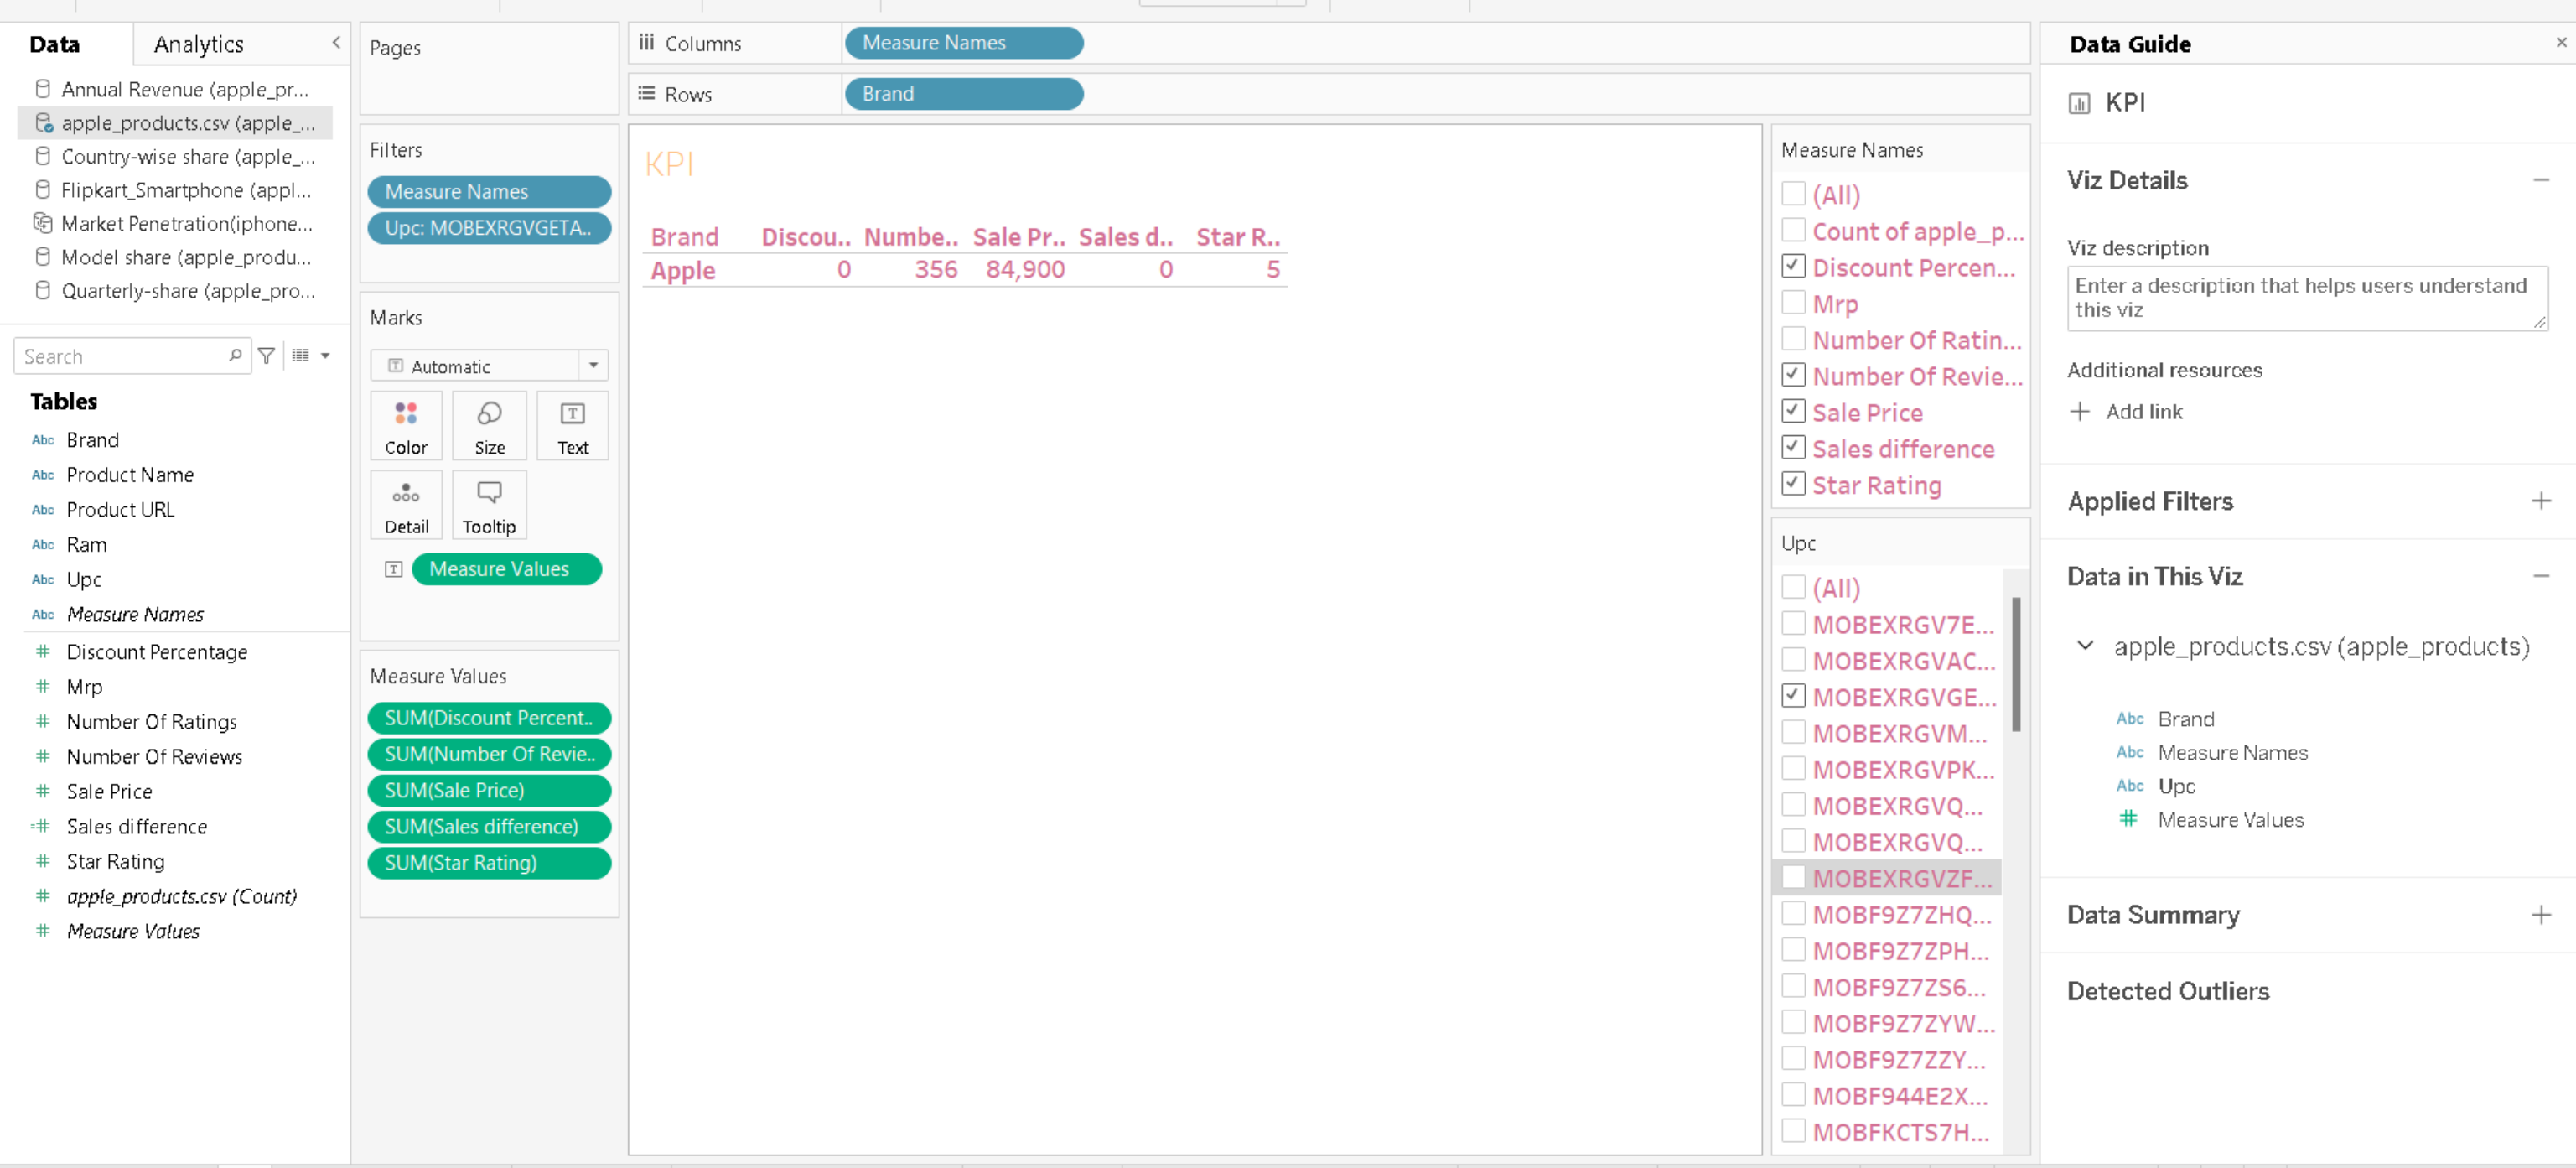 Data
Analytics
Annual Revenue (apple_pr...
apple_products.csv (apple_...
Country-wise share (apple_...
Flipkart_Smartphone (appl...
Market Penetration(iphone...
Model share (apple_produ...
Quarterly-share (apple_pro...
Search
Tables
Abc Brand
Abc Product Name
Abc Product URL
Abc Ram
Abc Upc
Abc Measure Names
# Discount Percentage
# Mrp
# Number Of Ratings
# Number Of Reviews
# Sale Price
=# Sales difference
# Star Rating
# apple_products.csv (Count)
# Measure Values
Pages
Filters
Measure Names
Upc: MOBEXRGVGETA..
Marks
T Automatic
Color
Size
T
Text
Detail
Tooltip
T Measure Values
Measure Values
SUM(Discount Percent..
SUM(Number Of Revie..
SUM(Sale Price)
SUM(Sales difference)
SUM(Star Rating)
Columns Measure Names
Rows Brand
KPI
Brand Discou.. Numbe.. Sale Pr.. Sales d.. Star R..
Apple 0 356 84,900 0 5
Measure Names
(All)
Count of apple_p...
Discount Percen...
Mrp
Number Of Ratin...
Number Of Revie...
Sale Price
Sales difference
Star Rating
Upc
(All)
MOBEXRGV7E...
MOBEXRGVAC...
MOBEXRGVGE...
MOBEXRGVM...
MOBEXRGVPK...
MOBEXRGVQ...
MOBEXRGVQ...
MOBEXRGVZF...
MOBF9Z7ZHQ...
MOBF9Z7ZPH...
MOBF9Z7ZS6...
MOBF9Z7ZYW...
MOBF9Z7ZZY...
MOBF944E2X...
MOBFKCTS7H...
Data Guide
KPI
Viz Details
Viz description
Enter a description that helps users understand
this viz
Additional resources
+ Add link
Applied Filters
Data in This Viz
apple_products.csv (apple_products)
Abc Brand
Abc Measure Names
Abc Upc
# Measure Values
Data Summary
Detected Outliers